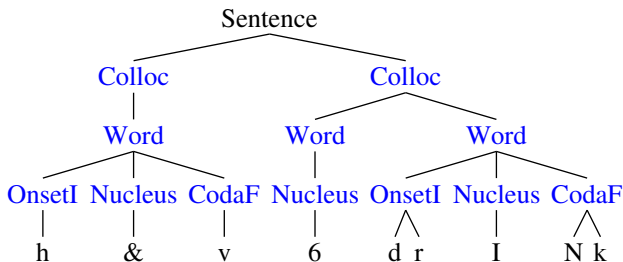 Sentence
Colloc Colloc
Word Word Word
OnsetI Nucleus CodaF Nucleus OnsetI Nucleus CodaF
h & v 6 d r I N k